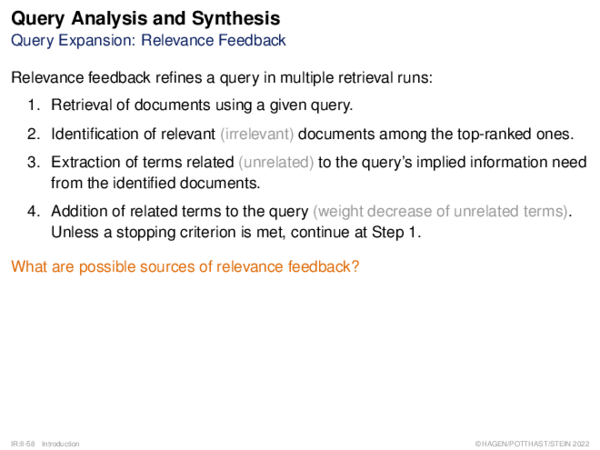 Query Analysis and Synthesis
Query Expansion: Relevance Feedback
Relevance feedback refines a query in multiple retrieval runs:
1. Retrieval of documents using a given query.
2. Identification of relevant (irrelevant) documents among the top-ranked ones.
3. Extraction of terms related (unrelated) to the query's implied information need
from the identified documents.
4. Addition of related terms to the query (weight decrease of unrelated terms).
Unless a stopping criterion is met, continue at Step 1.
What are possible sources of relevance feedback?
IR:II-58 Introduction
©HAGEN/POTTHAST/STEIN 2022